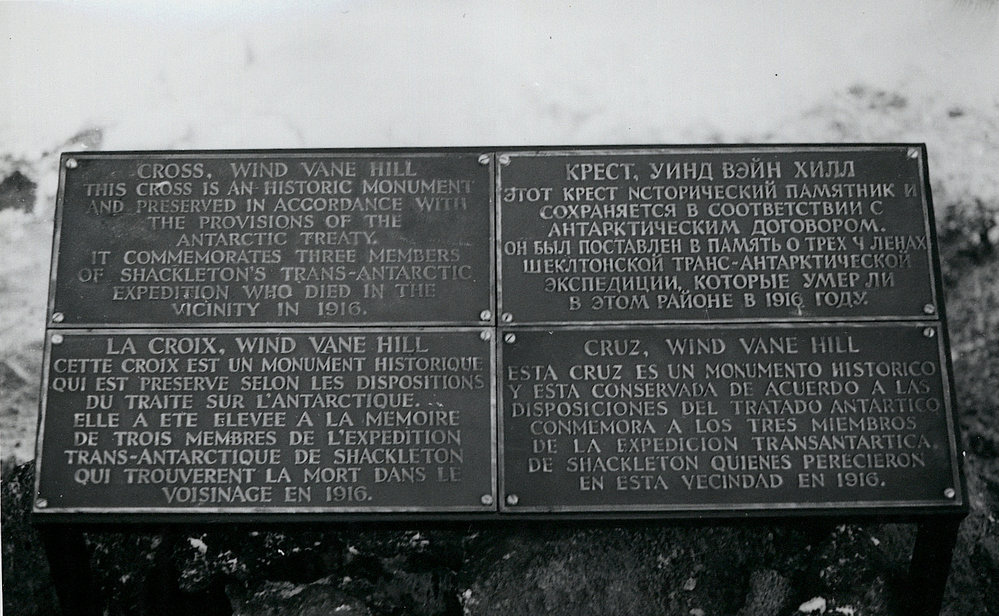 CROSS, WIND VANE HILL
THIS CROSS IS AN HISTORIC MONUMENT
AND PRESERVED IN ACCORDANCE WITH
THE PROVISIONS OF THE
ANTARCTIC TREATY.
IT COMMEMORATES THREE MEMBERS
OF SHACKLETON'S TRANS-ANTARCTIC
EXPEDITION WHO DIED IN THE
VICINITY IN 1916.
КРЕСТ, УИНД ВЭЙН ХИЛЛ
ЭТОТ КРЕСТ NСТОРИЧЕСКИЙ ПАМЯТНИК И
СОХРАНЯЕТСЯ В СООТВЕТСТВИИ С
АНТАРКТИЧЕСКИМ ДОГОВОРОМ.
ОН БЫЛ ПОСТАВЛЕН В ПАМЯТЬ О ТРЕХ Ч ЛЕНАХ
ШЕКЛТОНСКОЙ ТРАНС-АНТАРКТИЧЕСКОЙ
ЭКСПЕДИЦИИ, КОТОРЫЕ УМЕР ЛИ
В ЭТОМ РАЙОНЕ В 1916 ГОДУ.
LA CROIX, WIND VANE HILL
CETTE CROIX EST UN MONUMENT HISTORIQUE
QUI EST PRESERVE SELON LES DISPOSITIONS
DU TRAITE SUR L'ANTARCTIQUE.
ELLE A ETE ELEVEE A LA MEMOIRE
DE TROIS MEMBRES DE L'EXPEDITION
TRANS-ANTARCTIQUE DE SHACKLETON
QUI TROUVERENT LA MORT DANS LE
VOISINAGE EN 1916.
CRUZ, WIND VANE HILL
ESTA CRUZ ES UN MONUMENTO HISTORICO
Y ESTA CONSERVADA DE ACUERDO A LAS
DISPOSICIONES DEL TRATADO ANTARTICO
CONMEMORA A LOS TRES MIEMBROS
DE LA EXPEDICION TRANSANTARTICA
DE SHACKLETON QUIENES PERECIERON
EN ESTA VECINDAD EN 1916.